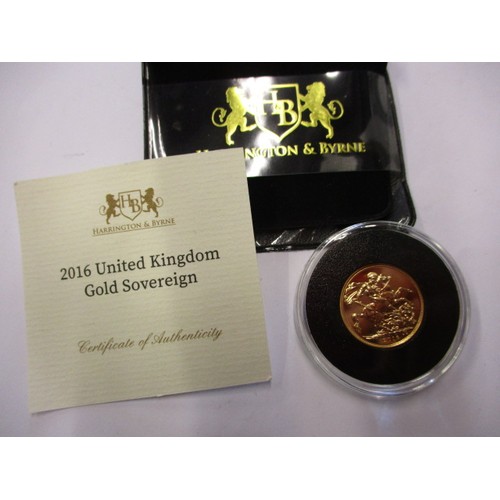 HB
HARRINGTON & BYRNE
HB
HARRINGTON & BYRNE
2016 United Kingdom
Gold Sovereign
Certificate of Authenticity